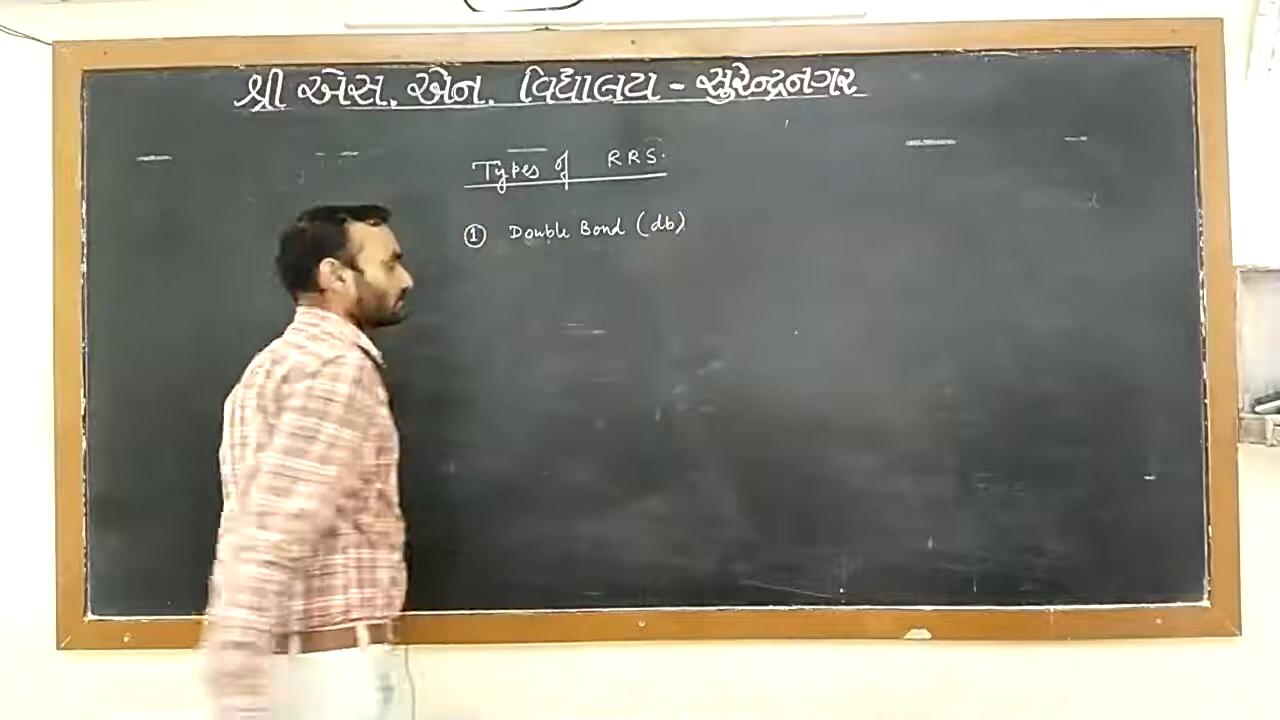 શ્રી એસ. એન. વિદ્યાલય - સુરેન્દ્રનગર
Types of RRS.
① Double Bond (db)